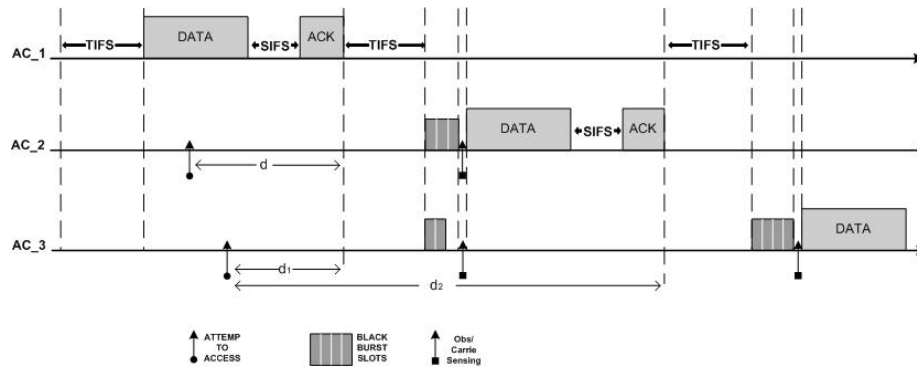 TIFS DATA SIFS ACK TIFS TIFS
AC_1
DATA SIFS ACK
AC_2
d
DATA
AC_3
d1
d2
ATTEMP
TO
ACCESS
BLACK
BURST
SLOTS
Obs/
Carrie
Sensing